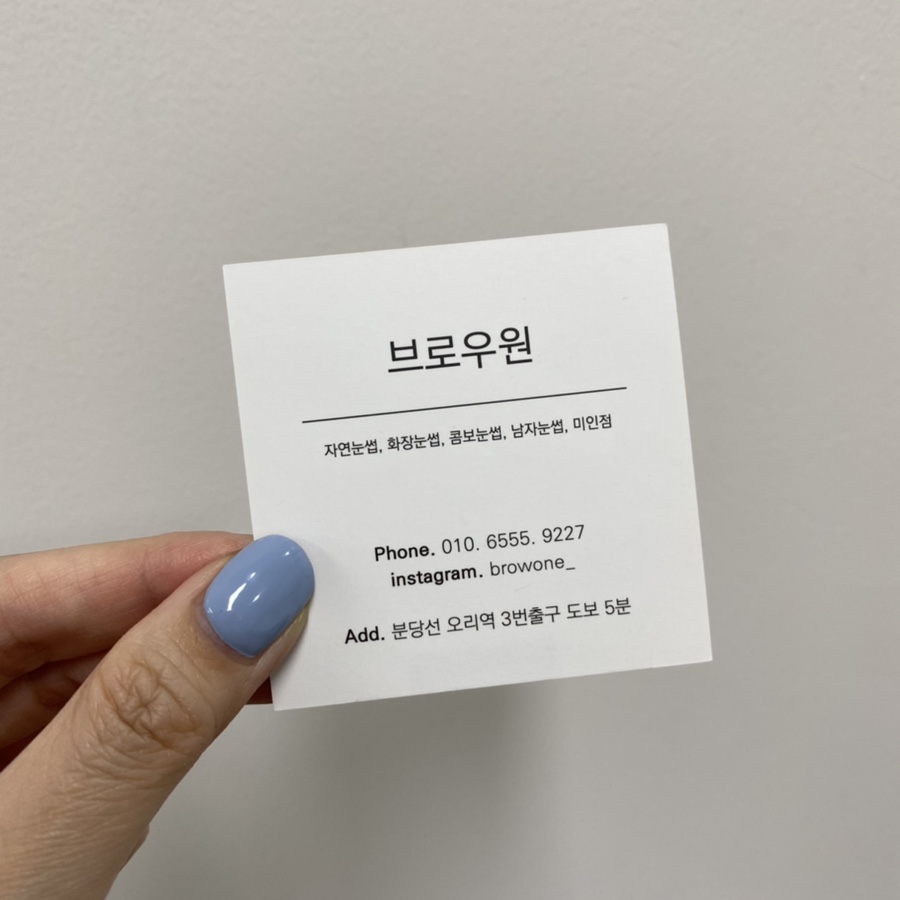 브로우원
자연눈썹, 화장눈썹, 콤보눈썹, 남자눈썹, 미인점
Phone. 010. 6555. 9227
instagram. browone_
Add. 분당선 오리역 3번출구 도보 5분